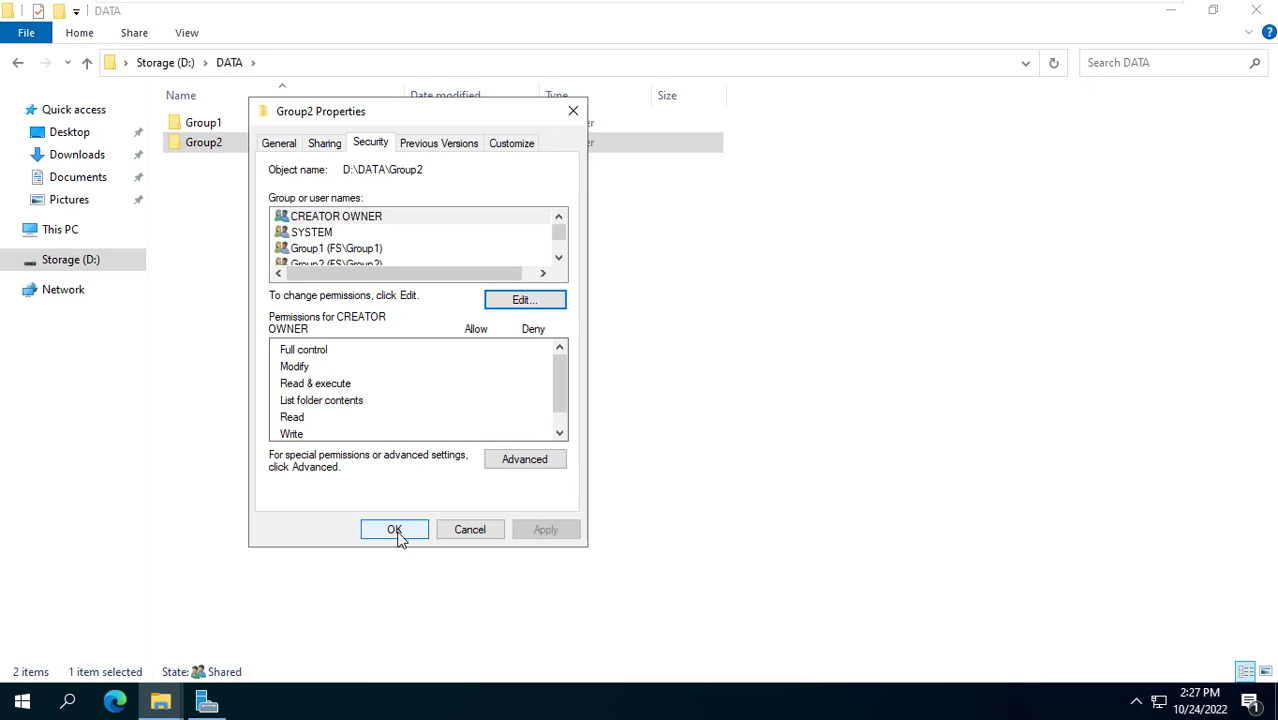 DATA
File Home Share View
Storage (D:) DATA Search DATA
Name Date modified Type Size
Quick access
Desktop
Downloads
Documents
Pictures
This PC
Storage (D:)
Network
Group1
Group2
Group2 Properties
General Sharing Security Previous Versions Customize
Object name: D:\DATA\Group2
Group or user names:
CREATOR OWNER
SYSTEM
Group1 (FS\Group1)
Group2 (FS\Group2)
To change permissions, click Edit. Edit...
Permissions for CREATOR
OWNER Allow Deny
Full control
Modify
Read & execute
List folder contents
Read
Write
For special permissions or advanced settings,
click Advanced. Advanced
OK Cancel Apply
2 items 1 item selected State: Shared
2:27 PM
10/24/2022
1